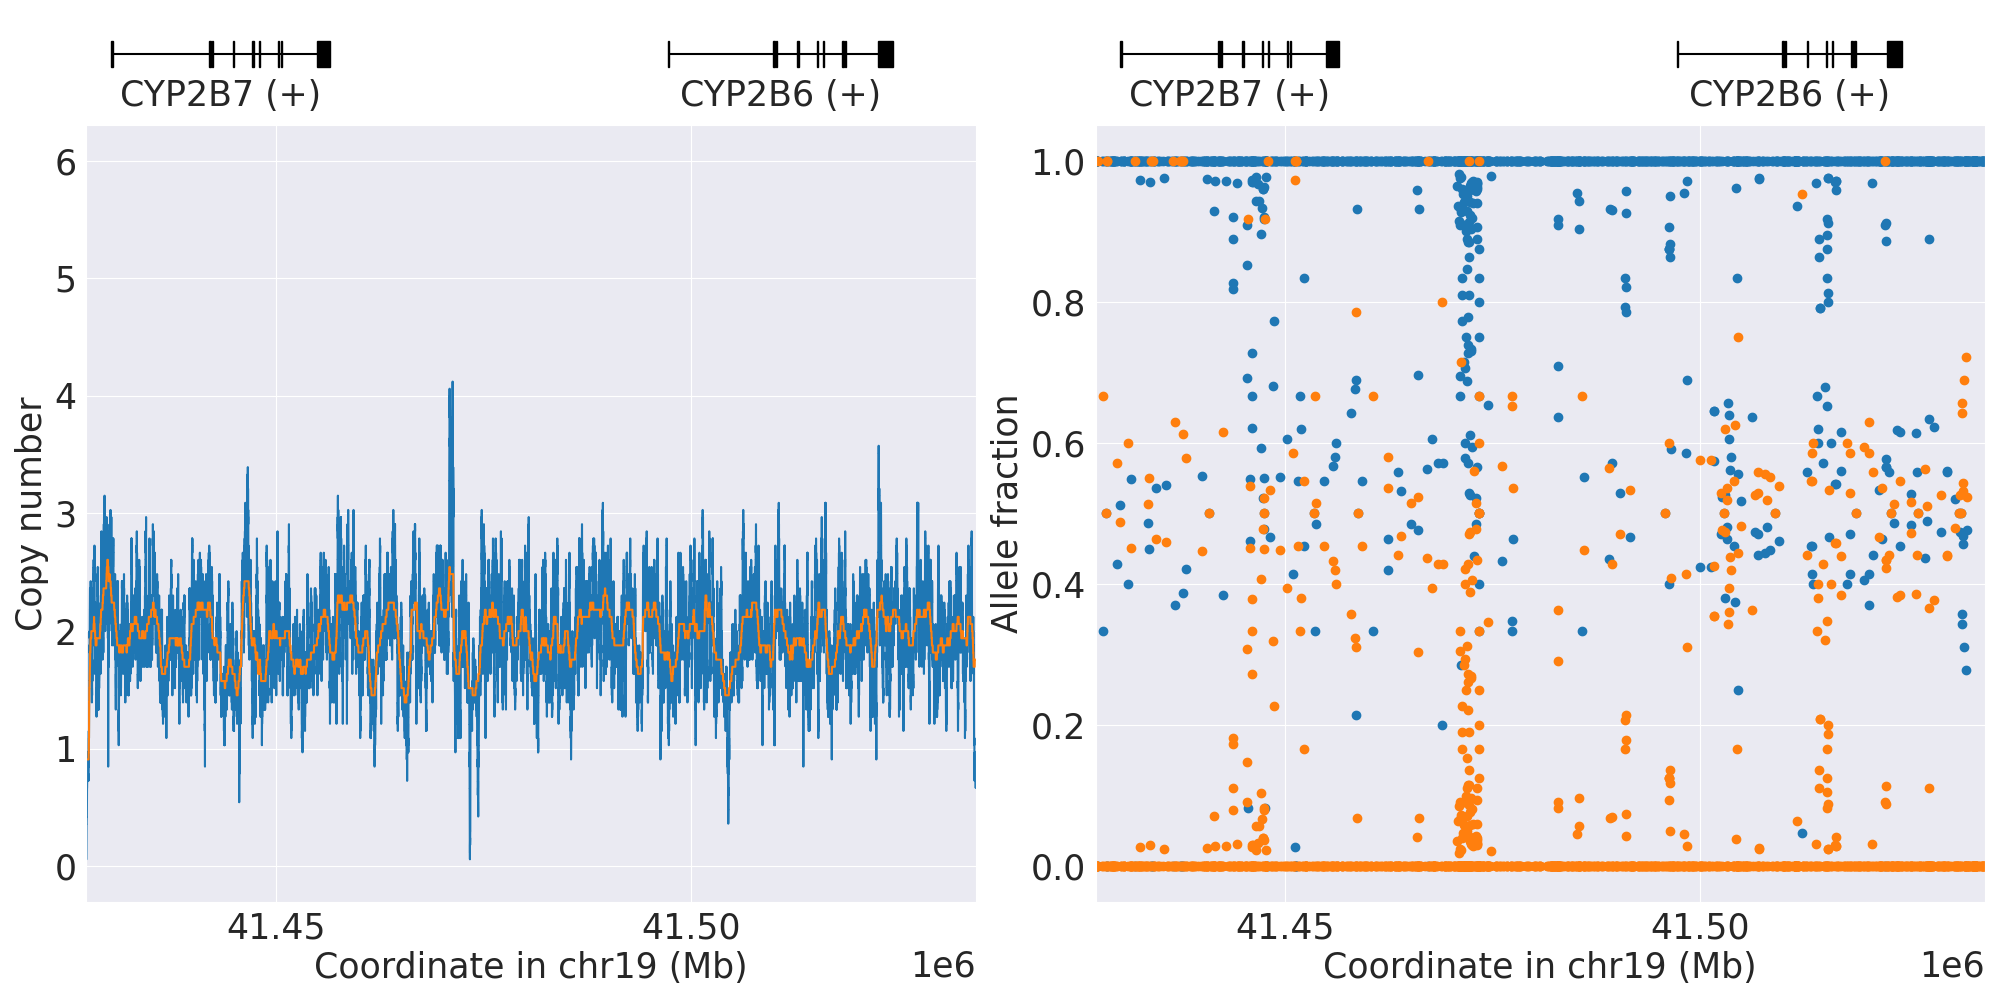 CYP2B7 (+) CYP2B6 (+)
6
5
4
3
2
1
0
Copy number
41.45 41.50
Coordinate in chr19 (Mb) 1e6
CYP2B7 (+) CYP2B6 (+)
1.0
0.8
0.6
0.4
0.2
0.0
Allele fraction
41.45 41.50
Coordinate in chr19 (Mb) 1e6